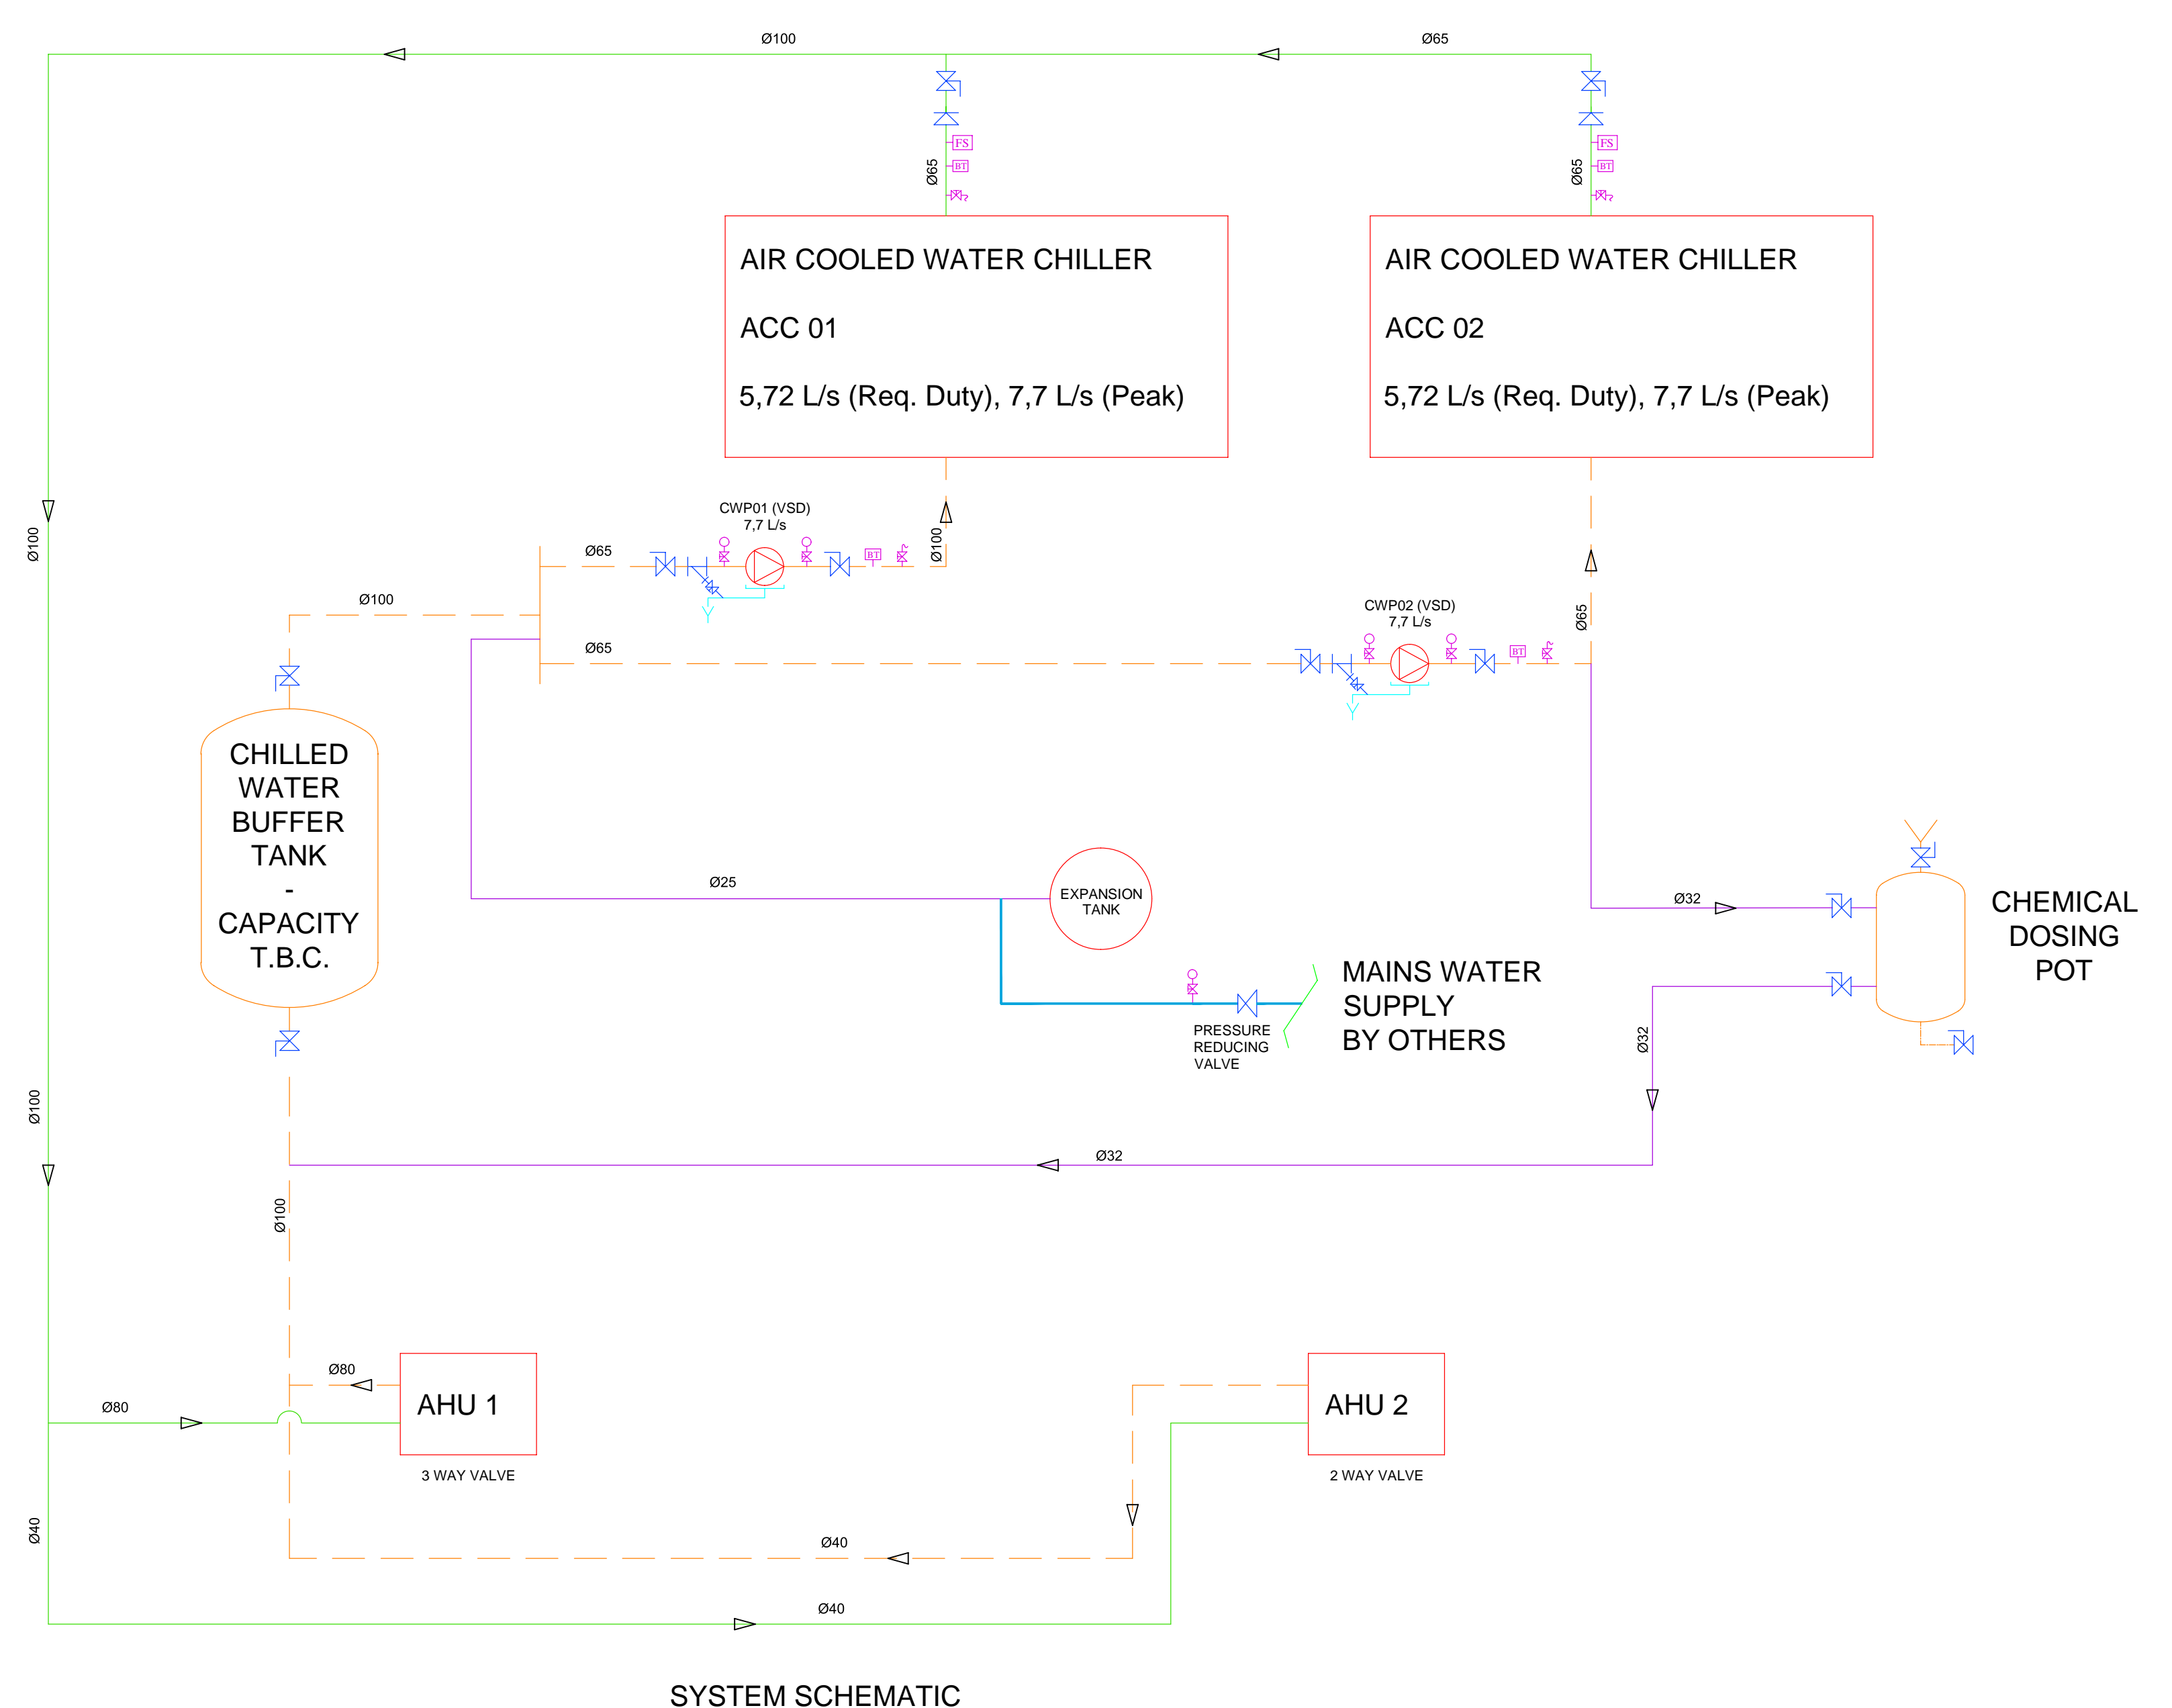 Ø100
Ø65
FS
BT
Ø65
FS
BT
Ø65
AIR COOLED WATER CHILLER
ACC 01
5,72 L/s (Req. Duty), 7,7 L/s (Peak)
AIR COOLED WATER CHILLER
ACC 02
5,72 L/s (Req. Duty), 7,7 L/s (Peak)
Ø100
CWP01 (VSD)
7,7 L/s
Ø65
BT
Ø100
Ø100
CWP02 (VSD)
7,7 L/s
Ø65
BT
Ø65
CHILLED
WATER
BUFFER
TANK
-
CAPACITY
T.B.C.
Ø25
EXPANSION
TANK
Ø32
CHEMICAL
DOSING
POT
MAINS WATER
SUPPLY
BY OTHERS
PRESSURE
REDUCING
VALVE
Ø32
Ø100
Ø32
Ø100
Ø80
AHU 1
3 WAY VALVE
Ø80
AHU 2
2 WAY VALVE
Ø40
Ø40
Ø40
SYSTEM SCHEMATIC